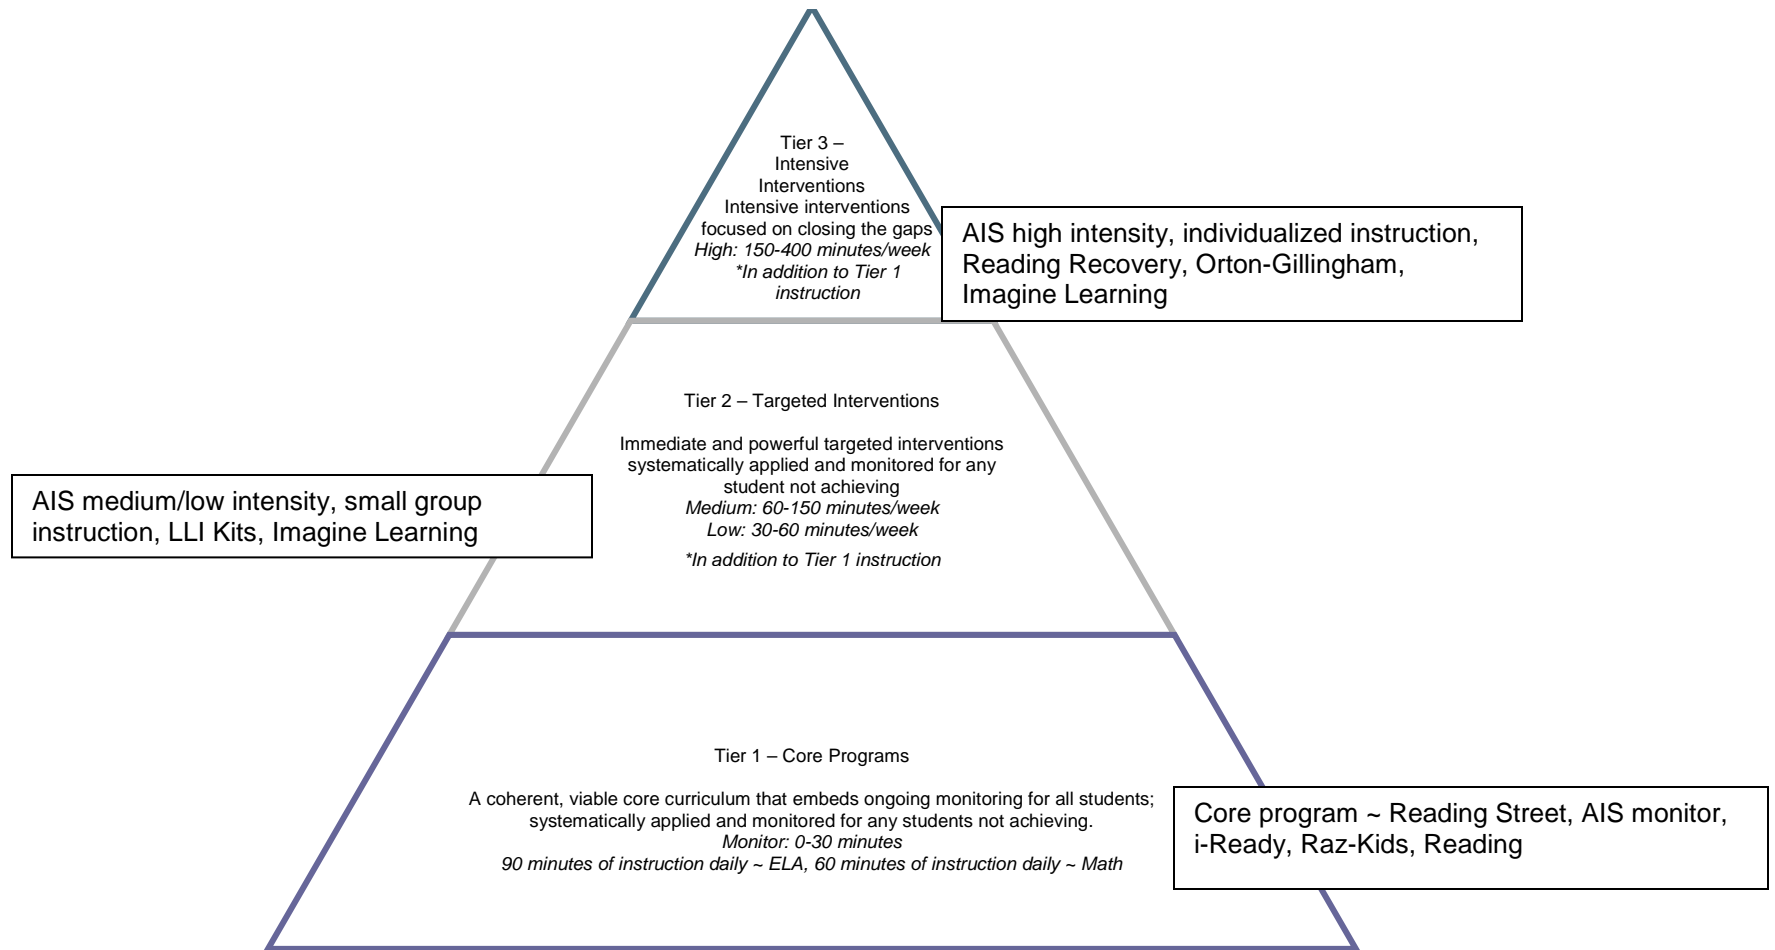 Tier 3 –
Intensive
Interventions
Intensive interventions
focused on closing the gaps
High: 150-400 minutes/week
*In addition to Tier 1
instruction
AIS high intensity, individualized instruction,
Reading Recovery, Orton-Gillingham,
Imagine Learning
Tier 2 – Targeted Interventions
Immediate and powerful targeted interventions
systematically applied and monitored for any
student not achieving
Medium: 60-150 minutes/week
Low: 30-60 minutes/week
*In addition to Tier 1 instruction
AIS medium/low intensity, small group
instruction, LLI Kits, Imagine Learning
Tier 1 – Core Programs
A coherent, viable core curriculum that embeds ongoing monitoring for all students;
systematically applied and monitored for any students not achieving.
Monitor: 0-30 minutes
90 minutes of instruction daily ~ ELA, 60 minutes of instruction daily ~ Math
Core program ~ Reading Street, AIS monitor,
i-Ready, Raz-Kids, Reading